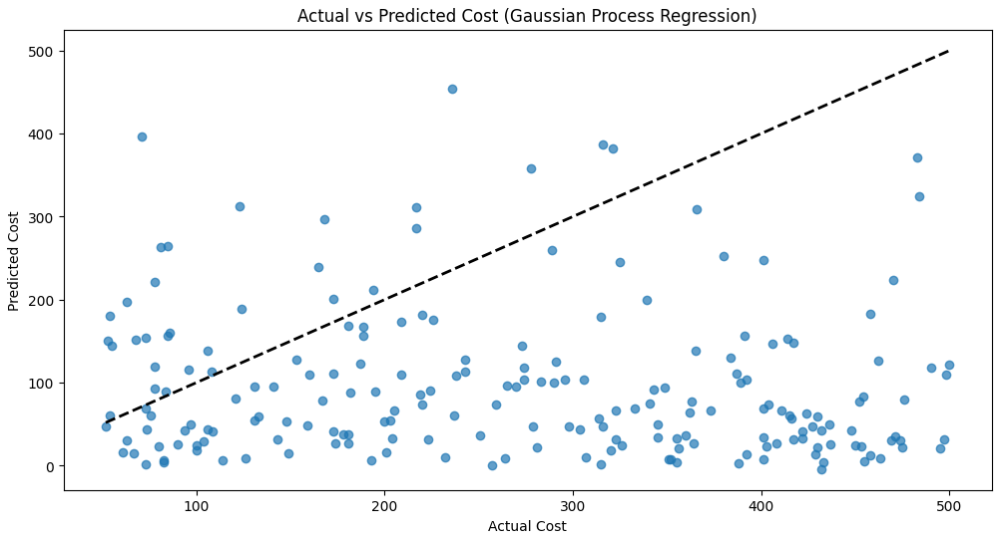 Actual vs Predicted Cost (Gaussian Process Regression)
Predicted Cost
500
400
300
200
100
0
100 200 300 400 500
Actual Cost